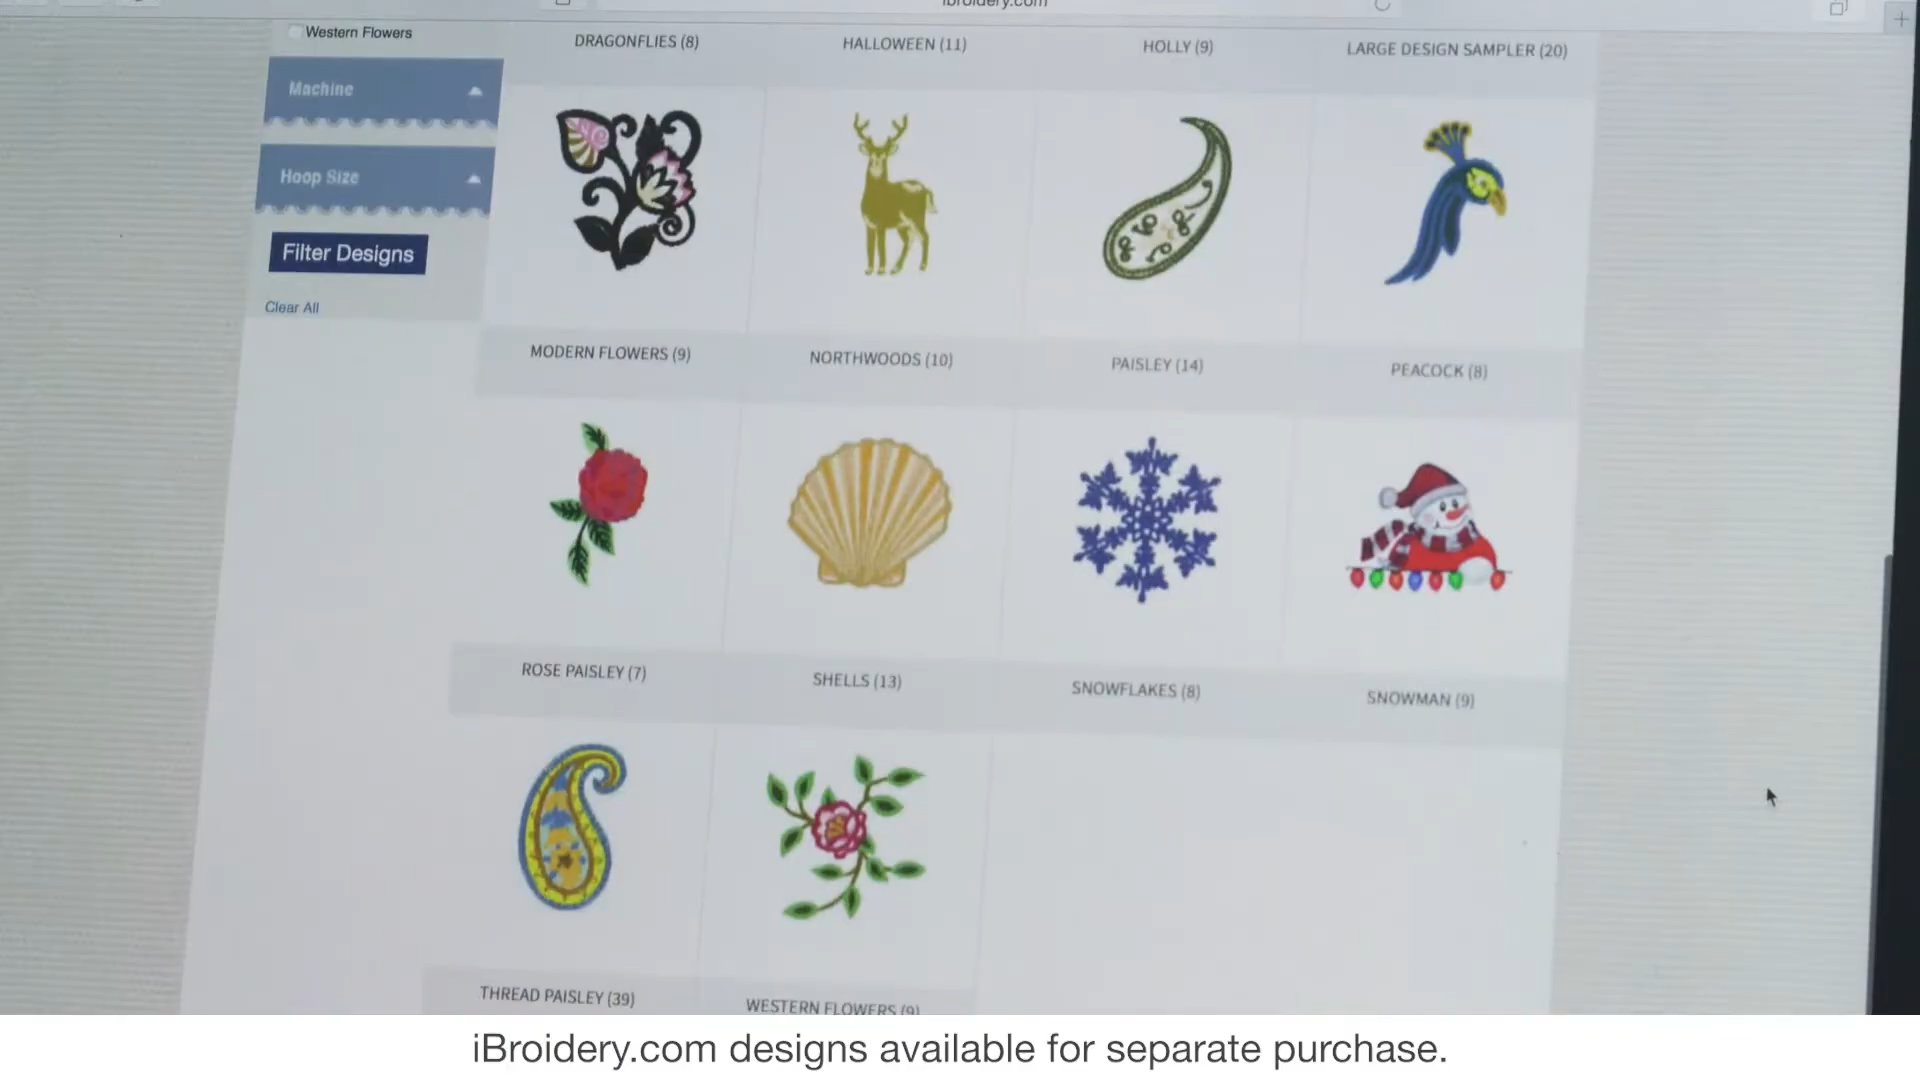 ibroidery.com
Western Flowers
DRAGONFLIES (8)
HALLOWEEN (11)
HOLLY (9)
LARGE DESIGN SAMPLER (20)
Machine
Hoop Size
Filter Designs
Clear All
MODERN FLOWERS (9)
NORTHWOODS (10)
PAISLEY (14)
PEACOCK (8)
ROSE PAISLEY (7)
SHELLS (13)
SNOWFLAKES (8)
SNOWMAN (9)
THREAD PAISLEY (39)
WESTERN FLOWERS (9)
iBroidery.com designs available for separate purchase.